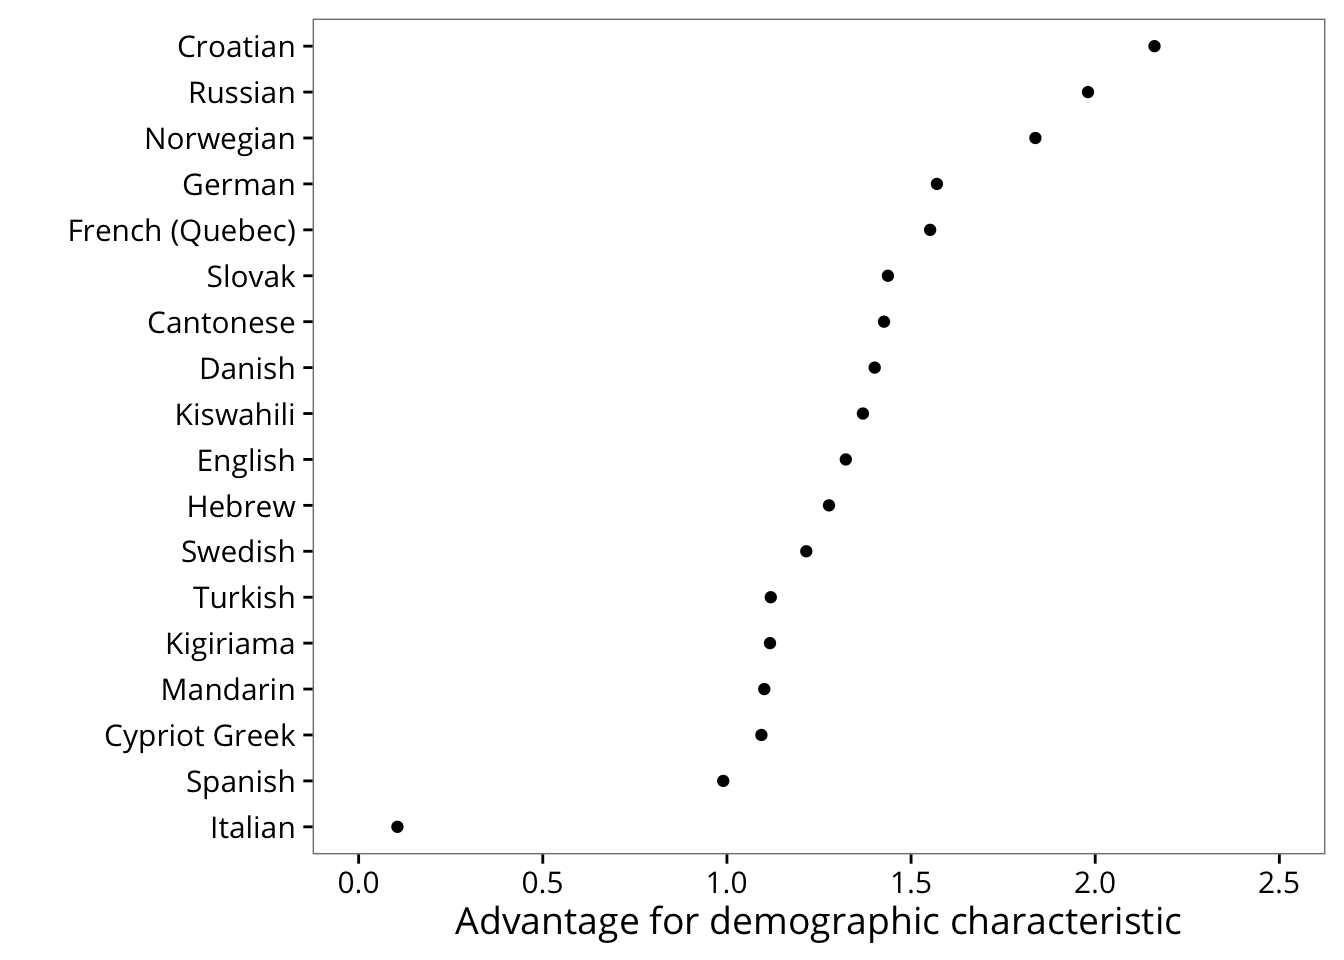 Croatian
Russian
Norwegian
German
French (Quebec)
Slovak
Cantonese
Danish
Kiswahili
English
Hebrew
Swedish
Turkish
Kigiriama
Mandarin
Cypriot Greek
Spanish
Italian
0.0 0.5 1.0 1.5 2.0 2.5
Advantage for demographic characteristic